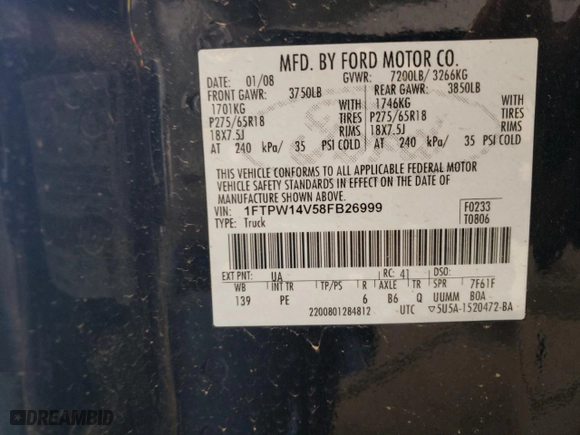 MFD. BY FORD MOTOR CO.
DATE: 01/08 GVWR: 7200LB/ 3266KG
FRONT GAWR: 3750LB REAR GAWR: 3850LB
1701KG WITH 1746KG WITH
P275/65R18 TIRES P275/65R18 TIRES
18X7.5J RIMS 18X7.5J RIMS
AT 240 kPa/ 35 PSI COLD AT 240 kPa/ 35 PSI COLD
THIS VEHICLE CONFORMS TO ALL APPLICABLE FEDERAL MOTOR
VEHICLE SAFETY STANDARDS IN EFFECT ON THE DATE OF
MANUFACTURE SHOWN ABOVE.
VIN: 1FTPW14V58FB26999 F0233
TYPE: Truck T0806
EXT PNT: UA RC: 41 DSO:
WB INT TR TP/PS R AXLE TR SPR 7F61F
139 PE 6 B6 Q UUMM BOA
2200801284812 UTC ▽5U5A-1520472-BA
DREAMBID